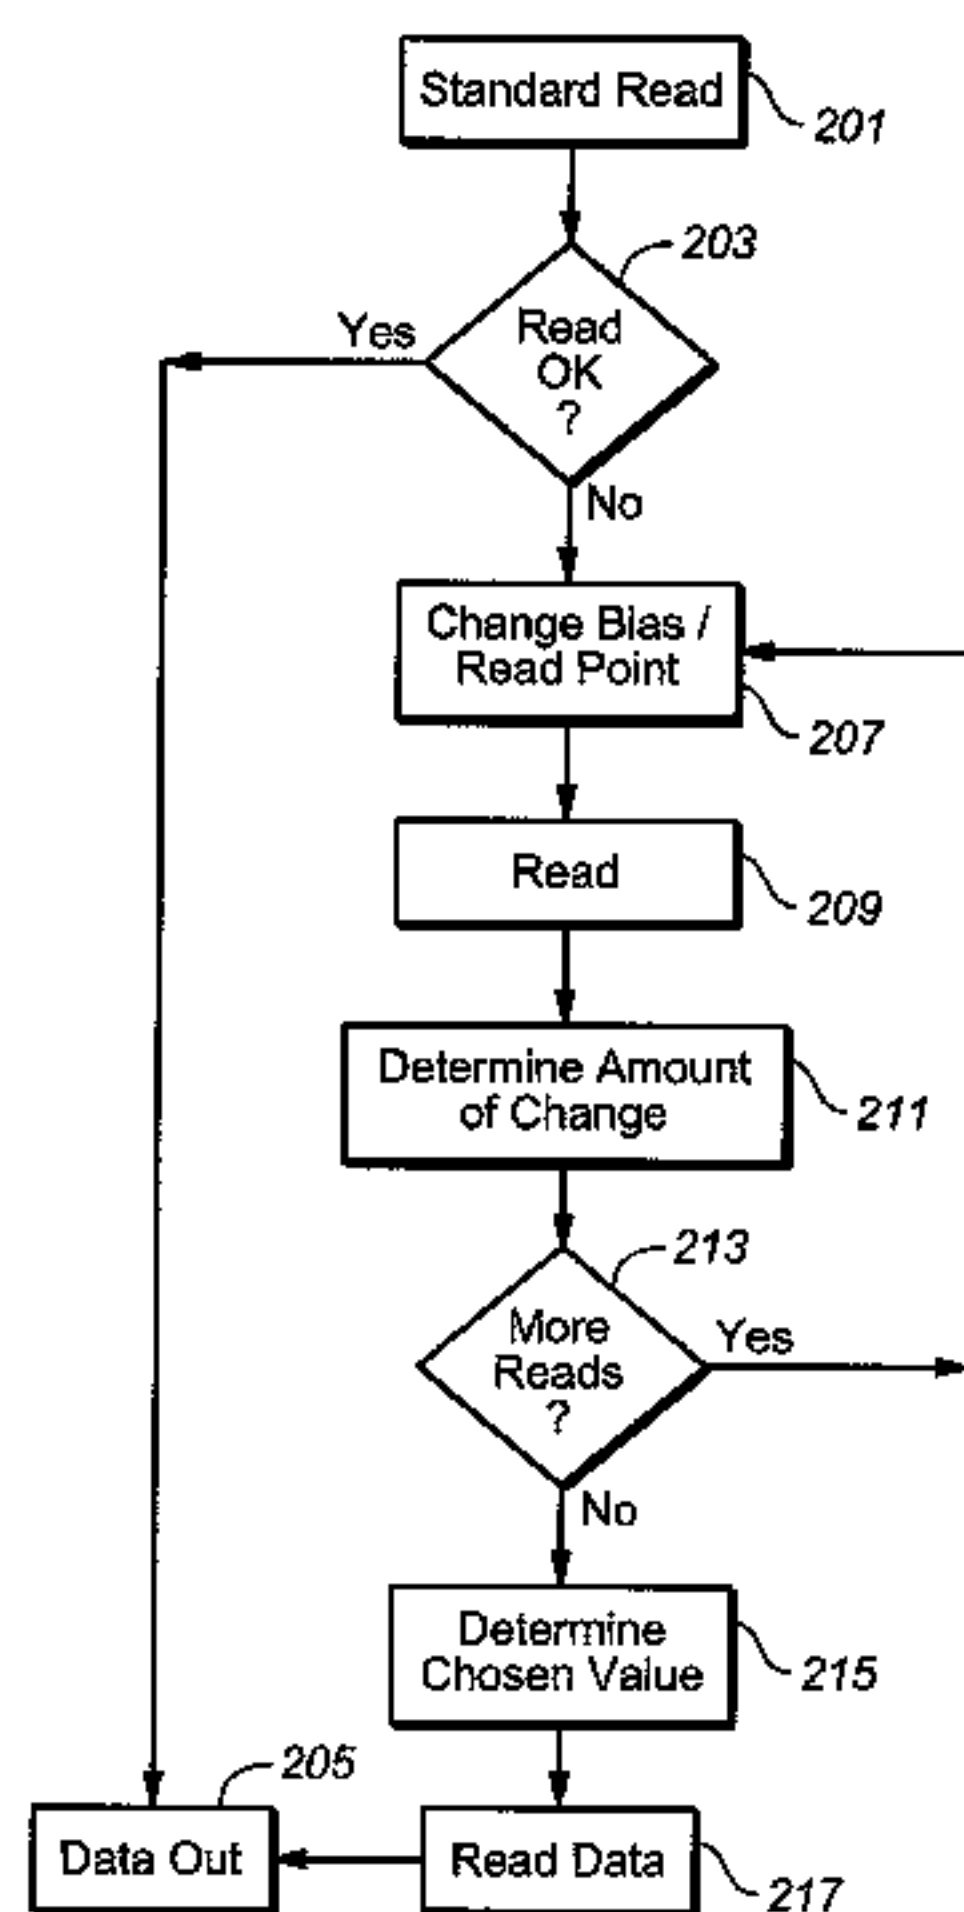 Standard Read
201
203
Yes
Read
OK
?
No
Change Bias /
Read Point
207
Read
209
Determine Amount
of Change
211
213
More
Reads
?
Yes
No
Determine
Chosen Value
215
205
Data Out
Read Data
217